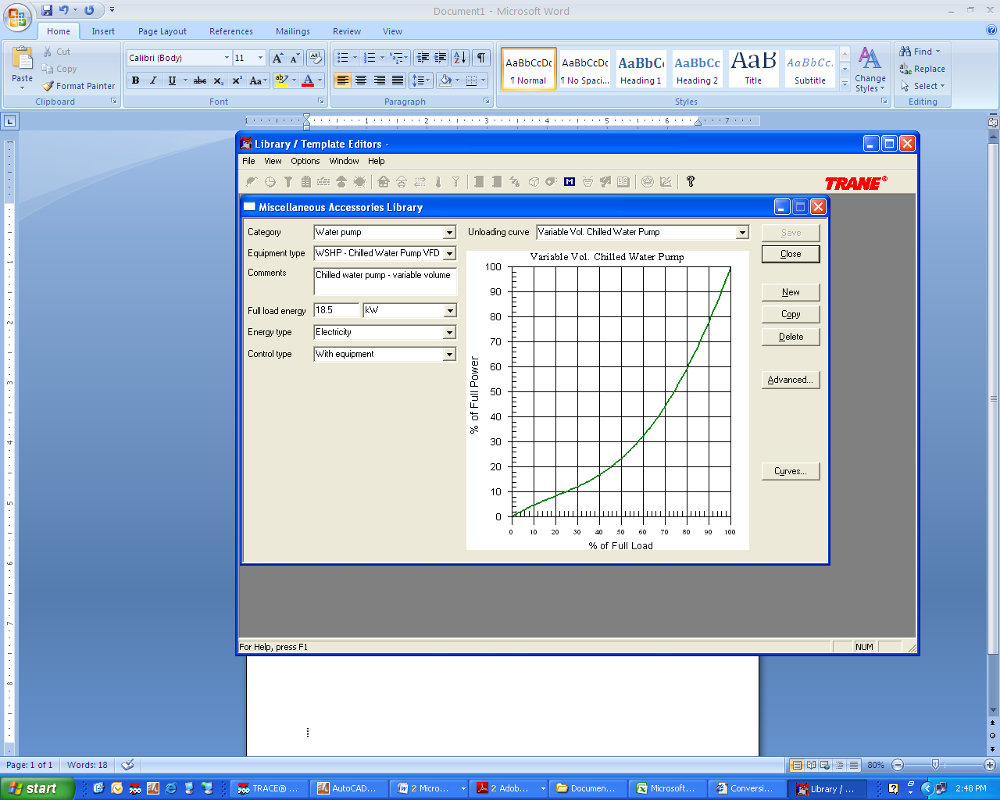 Document1 - Microsoft Word
Home Insert Page Layout References Mailings Review View
Paste
Cut
Copy
Format Painter
Clipboard
Calibri (Body) 11
Font
Paragraph
AaBbCcDc AaBbCcDc AaBbC AaBbCc AaB AaBbCc.
¶ Normal ¶ No Spaci... Heading 1 Heading 2 Title Subtitle
Change Styles
Styles
Find
Replace
Select
Editing
Library / Template Editors -
File View Options Window Help
TRANE®
Miscellaneous Accessories Library
Category Water pump
Equipment type WSHP - Chilled Water Pump VFD
Comments Chilled water pump - variable volume
Full load energy 18.5 kW
Energy type Electricity
Control type With equipment
Unloading curve Variable Vol. Chilled Water Pump
Variable Vol. Chilled Water Pump
% of Full Power
100
90
80
70
60
50
40
30
20
10
0
0 10 20 30 40 50 60 70 80 90 100
% of Full Load
Save
Close
New
Copy
Delete
Advanced...
Curves...
For Help, press F1 NUM
Page: 1 of 1 Words: 18 80%
start TRACE® ... AutoCAD... 2 Micro... 2 Adob... Documen... Microsoft... Conversi... Library / ... 2:48 PM